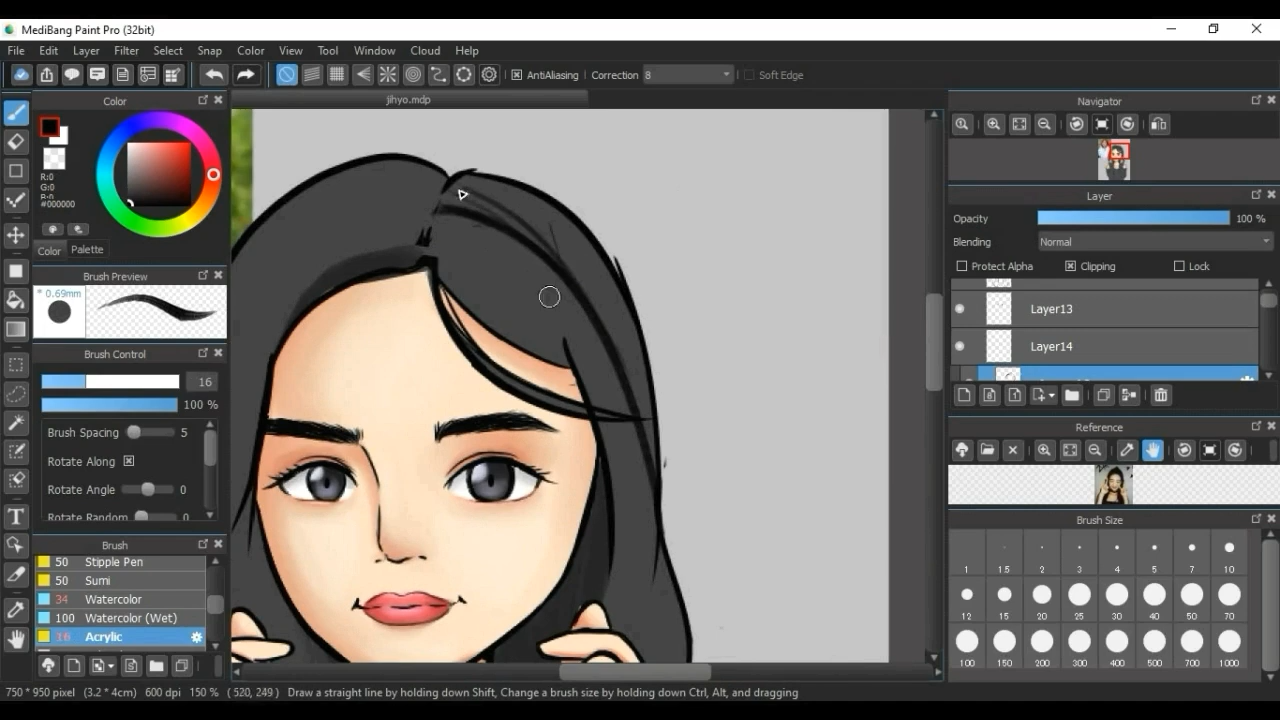 MediBang Paint Pro (32bit)
File Edit Layer Filter Select Snap Color View Tool Window Cloud Help
AntiAliasing Correction 8 Soft Edge
Color
jihyo.mdp
Navigator
R:0
G:0
#000000
Color Palette
Layer
Opacity 100 %
Blending Normal
Protect Alpha Clipping Lock
Layer13
Layer14
Brush Preview
* 0.69mm
Brush Control
16
100 %
Brush Spacing 5
Rotate Along
Rotate Angle 0
Rotate Random 0
Reference
Brush
50 Stipple Pen
50 Sumi
34 Watercolor
100 Watercolor (Wet)
16 Acrylic
Brush Size
1 1.5 2 3 4 5 7 10
12 15 20 25 30 40 50 70
100 150 200 300 400 500 700 1000
750 * 950 pixel (3.2 * 4cm) 600 dpi 150 % ( 520, 249 ) Draw a straight line by holding down Shift, Change a brush size by holding down Ctrl, Alt, and dragging